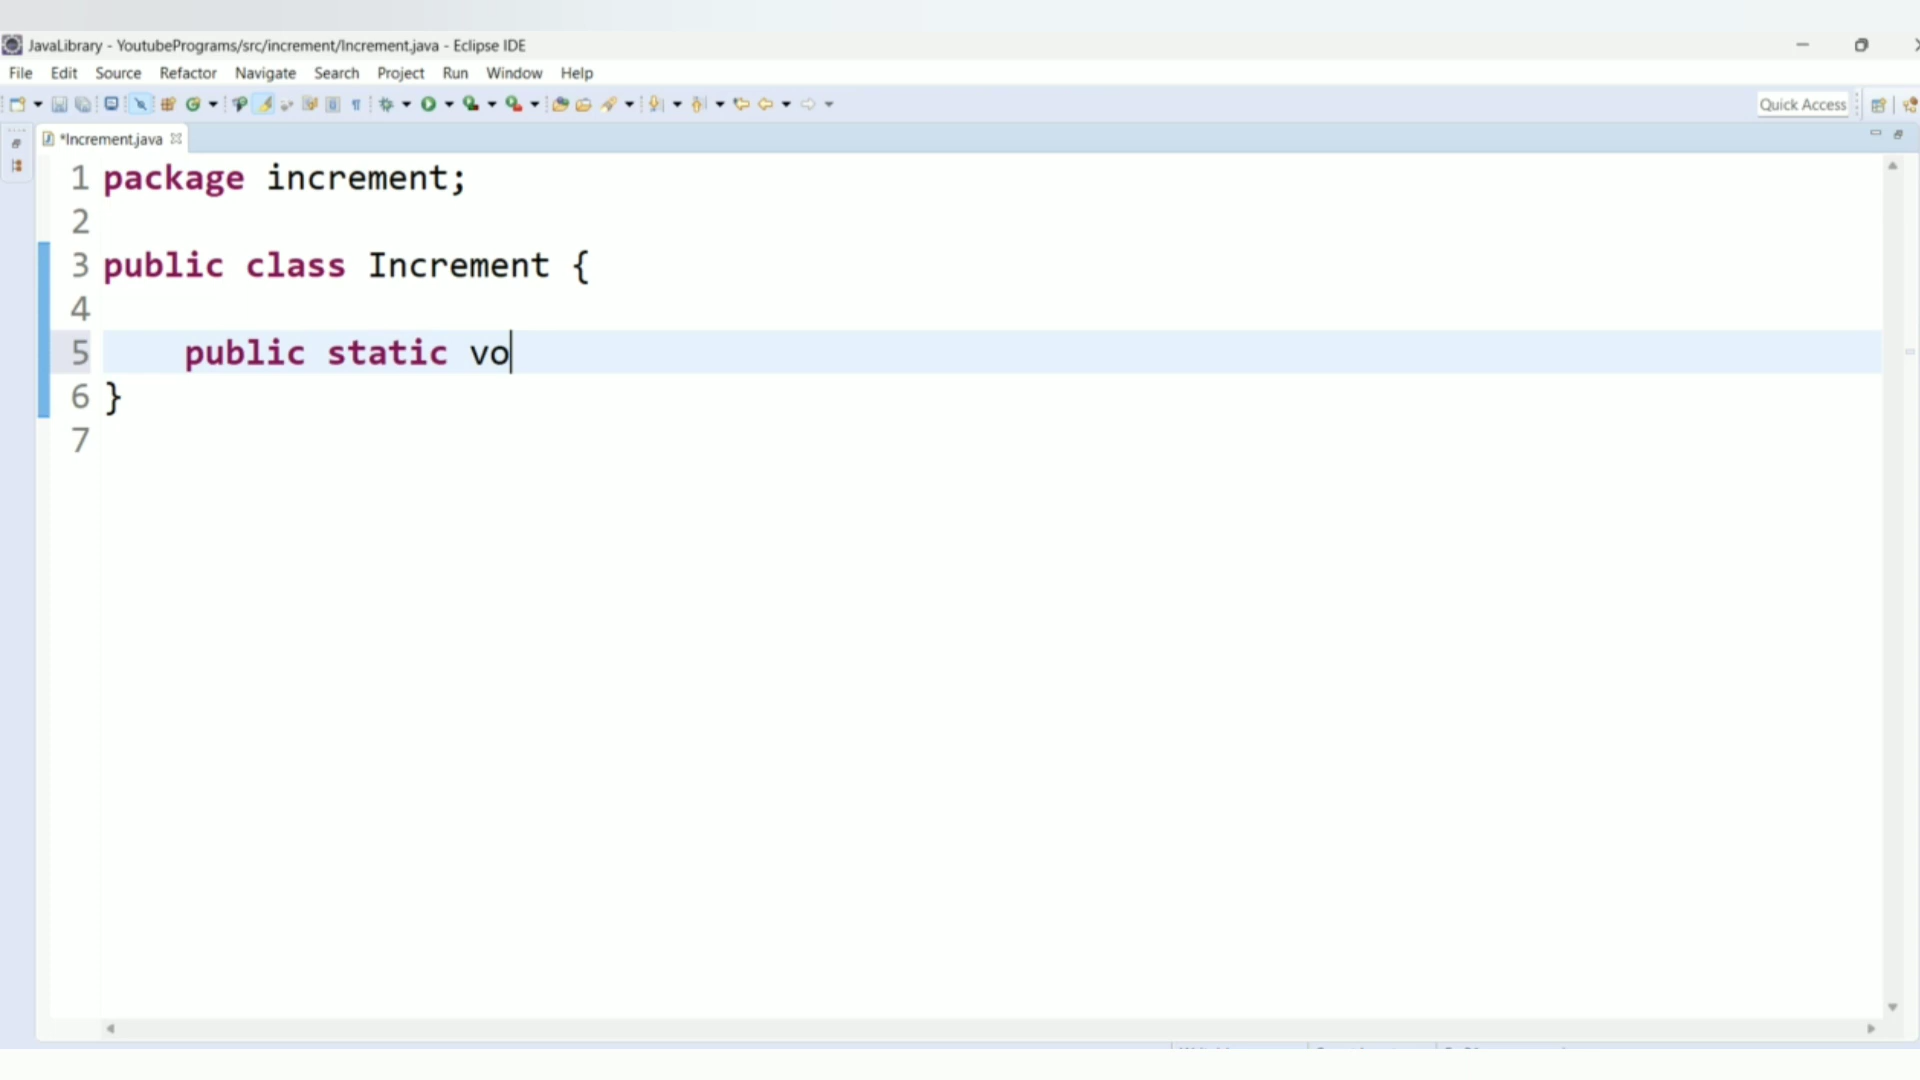 JavaLibrary - YoutubePrograms/src/increment/Increment.java - Eclipse IDE
File Edit Source Refactor Navigate Search Project Run Window Help
Quick Access
*Increment.java
1 package increment;
2
3 public class Increment {
4
5 public static vo
6 }
7